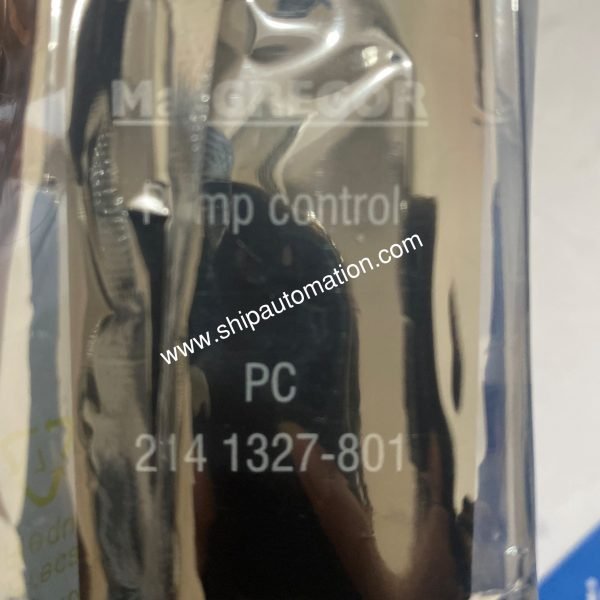 MacGREGOR
Pump control
www.shipautomation.com
PC
214 1327-801